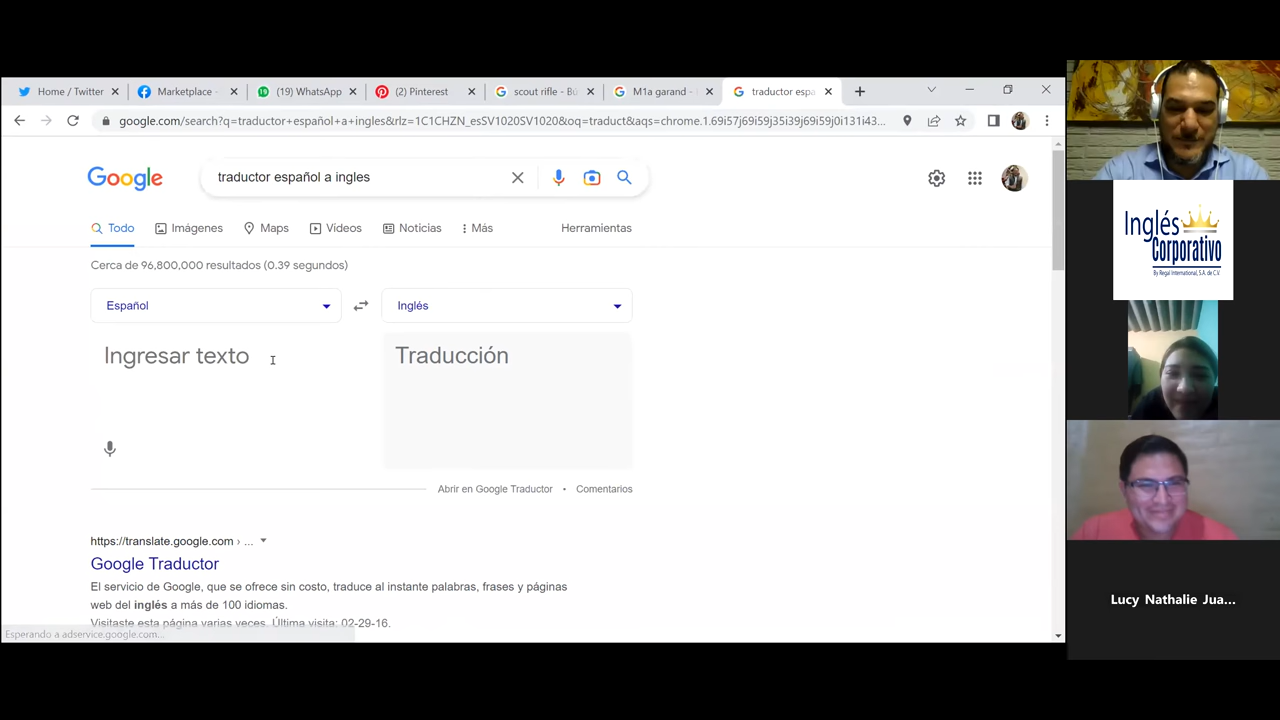 Home / Twitter
Marketplace -
(19) WhatsApp
(2) Pinterest
scout rifle - Bú
M1a garand -
traductor espa
google.com/search?q=traductor+español+a+ingles&rlz=1C1CHZN_esSV1020SV1020&oq=traduct&aqs=chrome.1.69i57j69i59j35i39j69i59j0i131i43...
Google
traductor español a ingles
Todo
Imágenes
Maps
Videos
Noticias
Más
Herramientas
Cerca de 96,800,000 resultados (0.39 segundos)
Español
Inglés
Ingresar texto
Traducción
Abrir en Google Traductor • Comentarios
https://translate.google.com › ...
Google Traductor
El servicio de Google, que se ofrece sin costo, traduce al instante palabras, frases y páginas
web del inglés a más de 100 idiomas.
Visitaste esta página varias veces. Última visita: 02-29-16.
Esperando a adservice.google.com...
Inglés
Corporativo
By Regal International, S.A. de C.V.
Lucy Nathalie Jua...